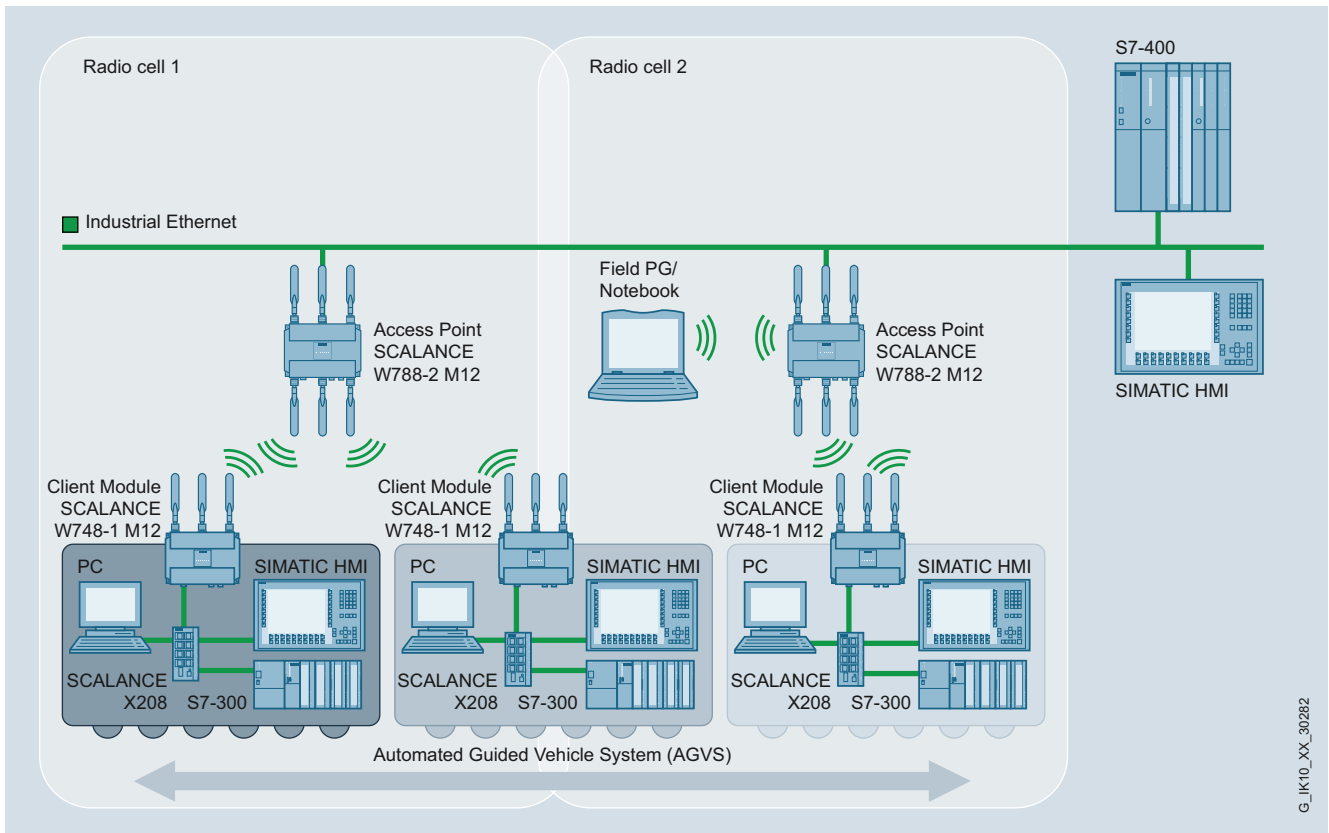 Radio cell 1
Radio cell 2
S7-400
Industrial Ethernet
Field PG/
Notebook
Access Point
SCALANCE
W788-2 M12
Access Point
SCALANCE
W788-2 M12
SIMATIC HMI
Client Module
SCALANCE
W748-1 M12
Client Module
SCALANCE
W748-1 M12
Client Module
SCALANCE
W748-1 M12
PC
SIMATIC HMI
SCALANCE
X208
S7-300
PC
SIMATIC HMI
SCALANCE
X208
S7-300
PC
SIMATIC HMI
SCALANCE
X208
S7-300
Automated Guided Vehicle System (AGVS)
G_IK10_XX_30282